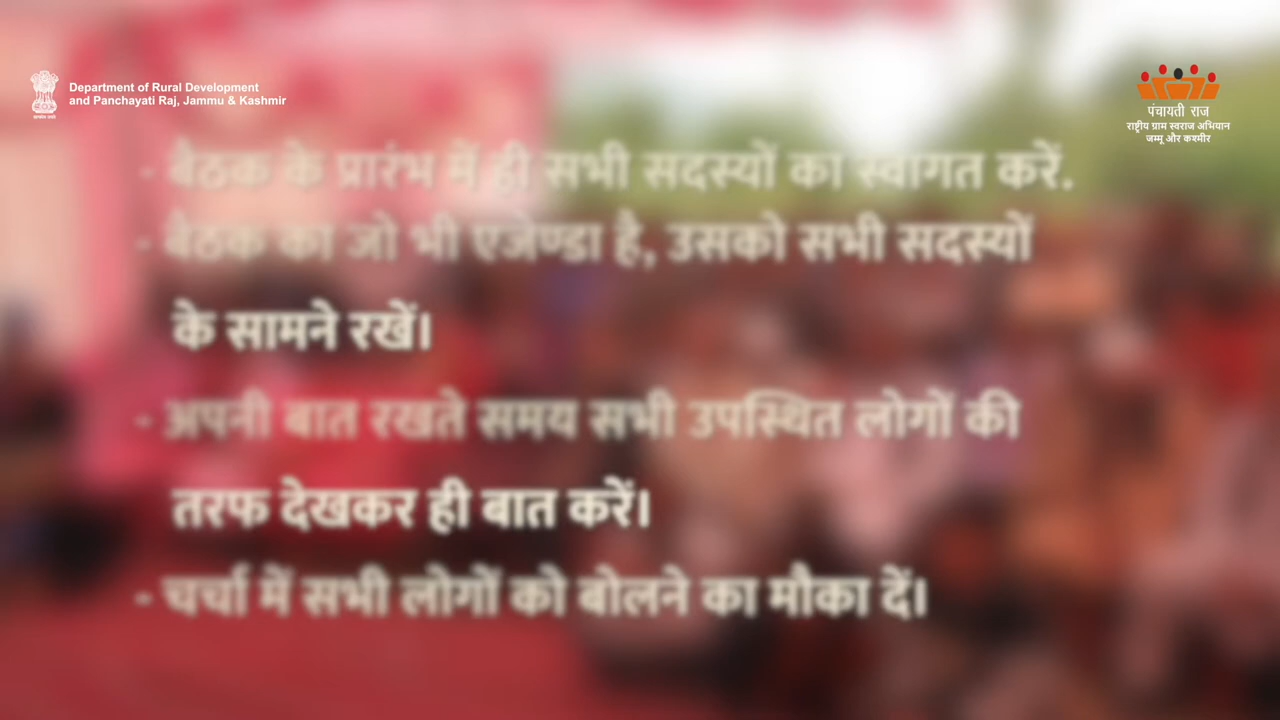 Department of Rural Development
and Panchayati Raj, Jammu & Kashmir
पंचायती राज
राष्ट्रीय ग्राम स्वराज अभियान
जम्मू और कश्मीर
- बैठक के प्रारंभ में ही सभी सदस्यों का स्वागत करें.
- बैठक का जो भी एजेण्डा है, उसको सभी सदस्यों
के सामने रखें।
- अपनी बात रखते समय सभी उपस्थित लोगों की
तरफ देखकर ही बात करें।
- चर्चा में सभी लोगों को बोलने का मौका दें।